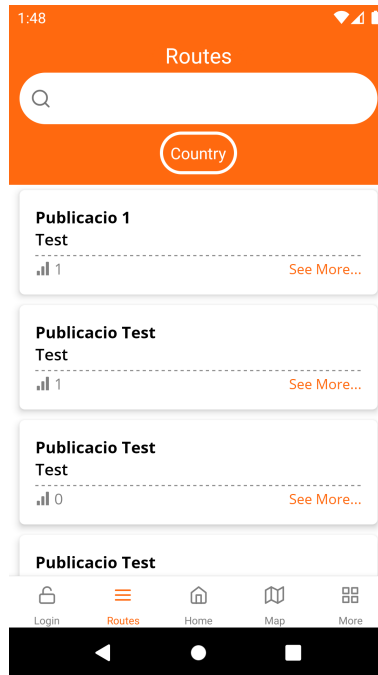 1:48
Routes
Country
Publicacio 1
Test
1
See More...
Publicacio Test
Test
1
See More...
Publicacio Test
Test
0
See More...
Publicacio Test
Login
Routes
Home
Map
More